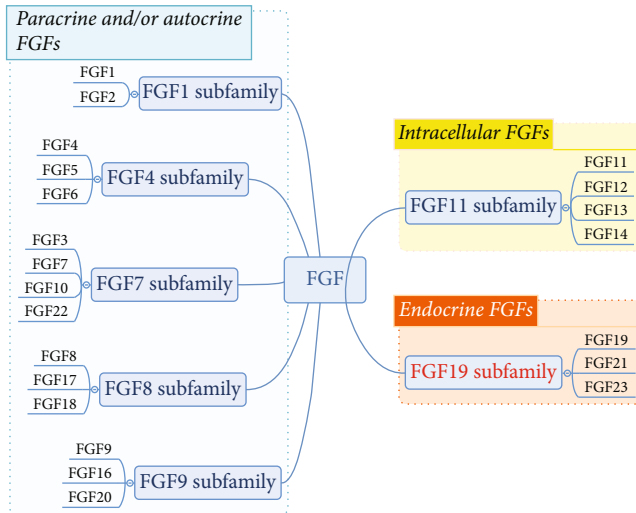 Paracrine and/or autocrine
FGFs
FGF1
FGF2
FGF1 subfamily
FGF4
FGF5
FGF6
FGF4 subfamily
FGF3
FGF7
FGF10
FGF22
FGF7 subfamily
FGF8
FGF17
FGF18
FGF8 subfamily
FGF9
FGF16
FGF20
FGF9 subfamily
FGF
Intracellular FGFs
FGF11 subfamily
FGF11
FGF12
FGF13
FGF14
Endocrine FGFs
FGF19 subfamily
FGF19
FGF21
FGF23